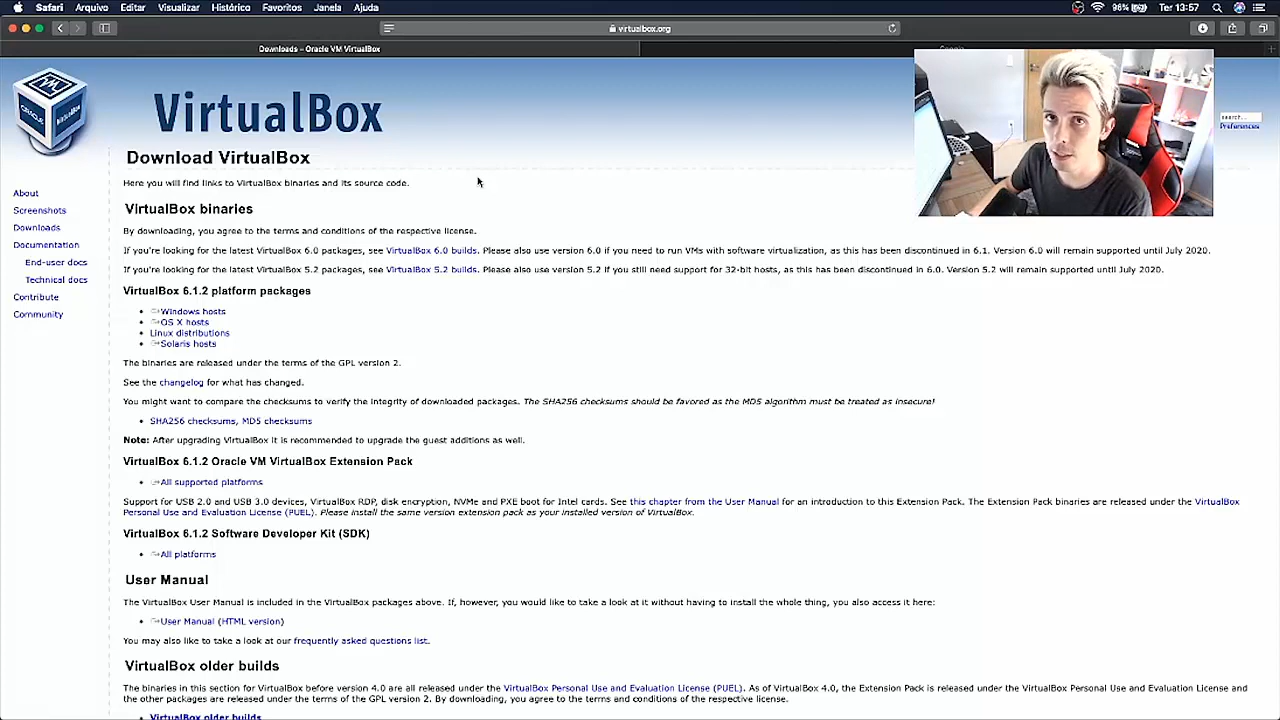 Safari Arquivo Editar Visualizar Histórico Favoritos Janela Ajuda
96% Ter 13:57
virtualbox.org
Downloads – Oracle VM VirtualBox
Google
VirtualBox
ORACLE
VirtualBox
search...
Preferences
Download VirtualBox
Here you will find links to VirtualBox binaries and its source code.
About
Screenshots
Downloads
Documentation
End-user docs
Technical docs
Contribute
Community
VirtualBox binaries
By downloading, you agree to the terms and conditions of the respective license.
If you're looking for the latest VirtualBox 6.0 packages, see VirtualBox 6.0 builds. Please also use version 6.0 if you need to run VMs with software virtualization, as this has been discontinued in 6.1. Version 6.0 will remain supported until July 2020.
If you're looking for the latest VirtualBox 5.2 packages, see VirtualBox 5.2 builds. Please also use version 5.2 if you still need support for 32-bit hosts, as this has been discontinued in 6.0. Version 5.2 will remain supported until July 2020.
VirtualBox 6.1.2 platform packages
Windows hosts
OS X hosts
Linux distributions
Solaris hosts
The binaries are released under the terms of the GPL version 2.
See the changelog for what has changed.
You might want to compare the checksums to verify the integrity of downloaded packages. The SHA256 checksums should be favored as the MD5 algorithm must be treated as insecure!
SHA256 checksums, MD5 checksums
Note: After upgrading VirtualBox it is recommended to upgrade the guest additions as well.
VirtualBox 6.1.2 Oracle VM VirtualBox Extension Pack
All supported platforms
Support for USB 2.0 and USB 3.0 devices, VirtualBox RDP, disk encryption, NVMe and PXE boot for Intel cards. See this chapter from the User Manual for an introduction to this Extension Pack. The Extension Pack binaries are released under the VirtualBox
Personal Use and Evaluation License (PUEL). Please install the same version extension pack as your installed version of VirtualBox.
VirtualBox 6.1.2 Software Developer Kit (SDK)
All platforms
User Manual
The VirtualBox User Manual is included in the VirtualBox packages above. If, however, you would like to take a look at it without having to install the whole thing, you also access it here:
User Manual (HTML version)
You may also like to take a look at our frequently asked questions list.
VirtualBox older builds
The binaries in this section for VirtualBox before version 4.0 are all released under the VirtualBox Personal Use and Evaluation License (PUEL). As of VirtualBox 4.0, the Extension Pack is released under the VirtualBox Personal Use and Evaluation License and
the other packages are released under the terms of the GPL version 2. By downloading, you agree to the terms and conditions of the respective license.
VirtualBox older builds